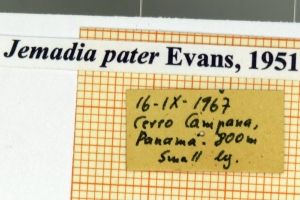 Jemadia pater Evans, 1951
16-IX-1967
Cerro Campana,
Panamá. 800m
Small lg.